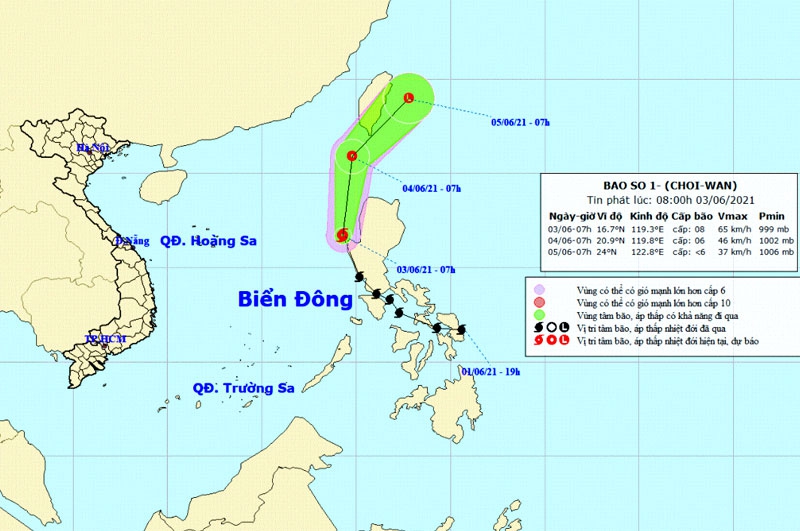 05/06/21 - 07h
Hà Nội
04/06/21 - 07h
Đ.Nẵng
QĐ. Hoàng Sa
03/06/21 - 07h
Biển Đông
TP.HCM
01/06/21 - 19h
QĐ. Trường Sa
BAO SO 1- (CHOI-WAN)
Tin phát lúc: 08:00h 03/06/2021
Ngày-giờ Vĩ độ Kinh độ Cấp bão Vmax Pmin
03/06-07h 16.7°N 119.3°E cấp: 08 65 km/h 999 mb
04/06-07h 20.9°N 119.8°E cấp: 06 46 km/h 1002 mb
05/06-07h 24°N 122.8°E cấp: <6 37 km/h 1006 mb
Vùng có thể có gió mạnh lớn hơn cấp 6
Vùng có thể có gió mạnh lớn hơn cấp 10
Vùng tâm bão, áp thấp có khả năng đi qua
Vị trí tâm bão, áp thấp nhiệt đới đã qua
Vị trí tâm bão, áp thấp nhiệt đới hiện tại, dự báo